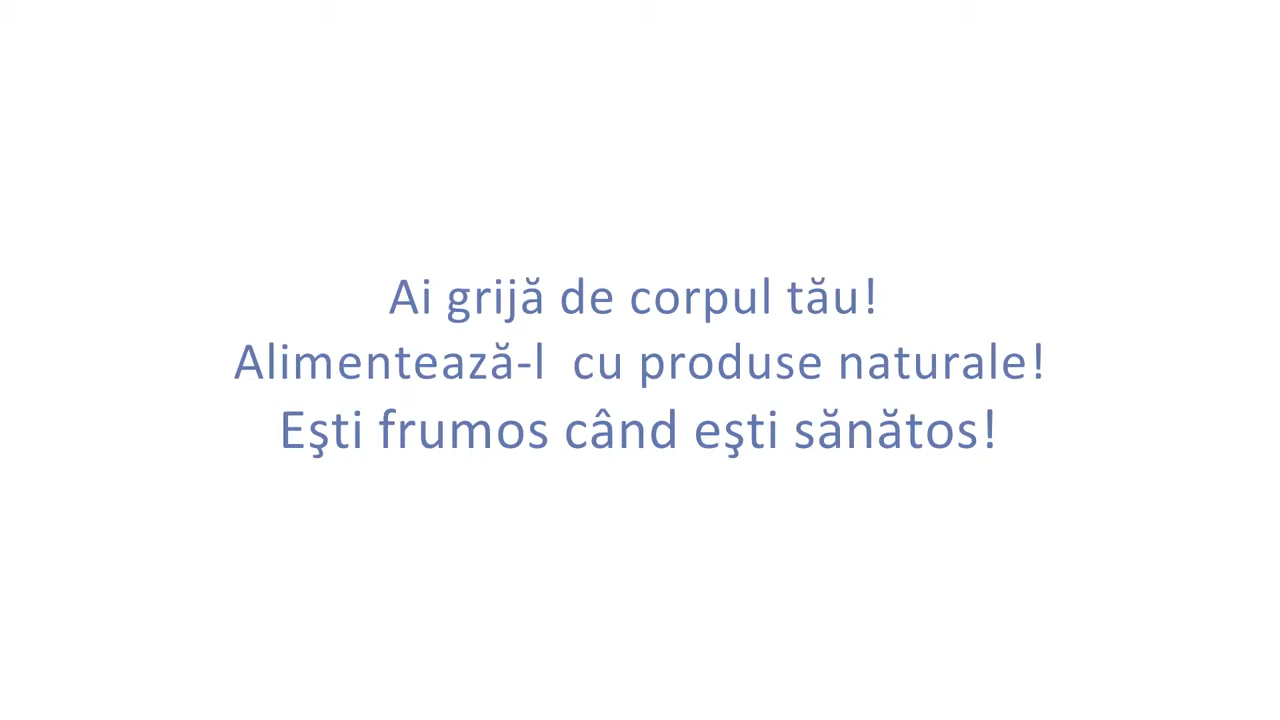 Ai grijă de corpul tău!
Alimentează-l  cu produse naturale!
Eşti frumos când eşti sănătos!